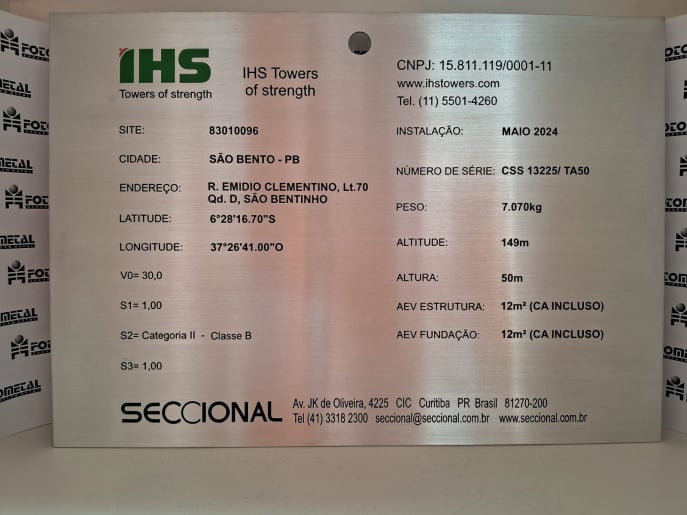 IHS
Towers of strength
IHS Towers
of strength
CNPJ: 15.811.119/0001-11
www.ihstowers.com
Tel. (11) 5501-4260
SITE: 83010096
CIDADE: SÃO BENTO - PB
ENDEREÇO: R. EMIDIO CLEMENTINO, Lt.70
Qd. D, SÃO BENTINHO
LATITUDE: 6°28'16.70"S
LONGITUDE: 37°26'41.00"O
V0= 30,0
S1= 1,00
S2= Categoria II - Classe B
S3= 1,00
INSTALAÇÃO: MAIO 2024
NÚMERO DE SÉRIE: CSS 13225/ TA50
PESO: 7.070kg
ALTITUDE: 149m
ALTURA: 50m
AEV ESTRUTURA: 12m² (CA INCLUSO)
AEV FUNDAÇÃO: 12m² (CA INCLUSO)
SECCIONAL
Av. JK de Oliveira, 4225 CIC Curitiba PR Brasil 81270-200
Tel (41) 3318 2300 seccional@seccional.com.br www.seccional.com.br